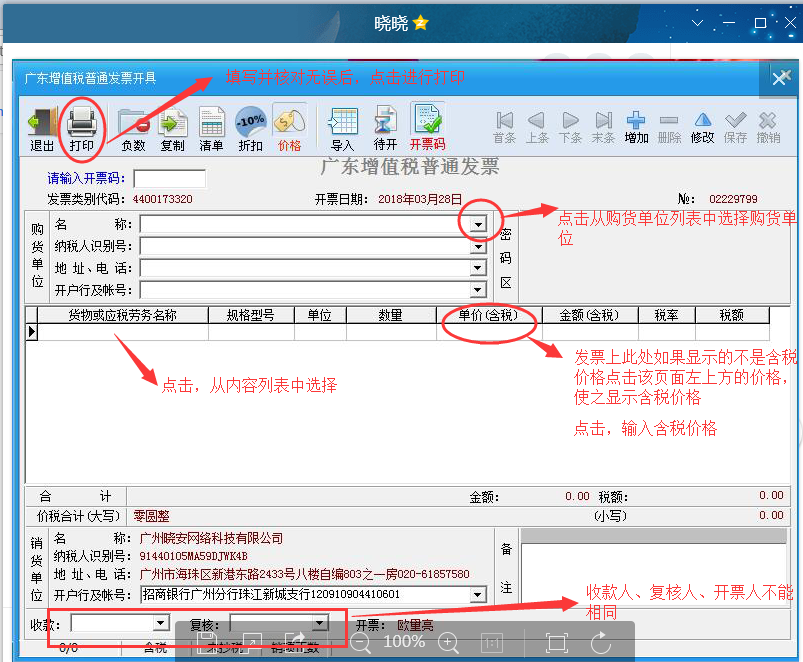 晓晓
广东增值税普通发票开具
填写并核对无误后，点击进行打印
退出 打印 负数 复制 清单 -10% 折扣 价格 导入 待开 开票码 首条 上条 下条 末条 增加 删除 修改 保存 撤销
广东增值税普通发票
请输入开票码：
发票类别代码：4400173320 开票日期：2018年03月28日 №：02229799
购货单位
名 称：
纳税人识别号：
地 址、电 话：
开户行及帐号：
密码区
点击从购货单位列表中选择购货单
位
货物或应税劳务名称 规格型号 单位 数量 单价(含税) 金额(含税) 税率 税额
点击，从内容列表中选择
发票上此处如果显示的不是含税
价格点击该页面左上方的价格，
使之显示含税价格
点击，输入含税价格
合 计 金额： 0.00 税额： 0.00
价税合计(大写) 零圆整 (小写) 0.00
销货单位
名 称：广州晓安网络科技有限公司
纳税人识别号：91440105MA59DJWK4B
地 址、电 话：广州市海珠区新港东路2433号八楼自编803之一房020-61857580
开户行及帐号：招商银行广州分行珠江新城支行120910904410601
备注
收款人、复核人、开票人不能
相同
收款： 复核： 开票：欧量亮
0/0 含税 未抄税 销项正数
100% 1:1